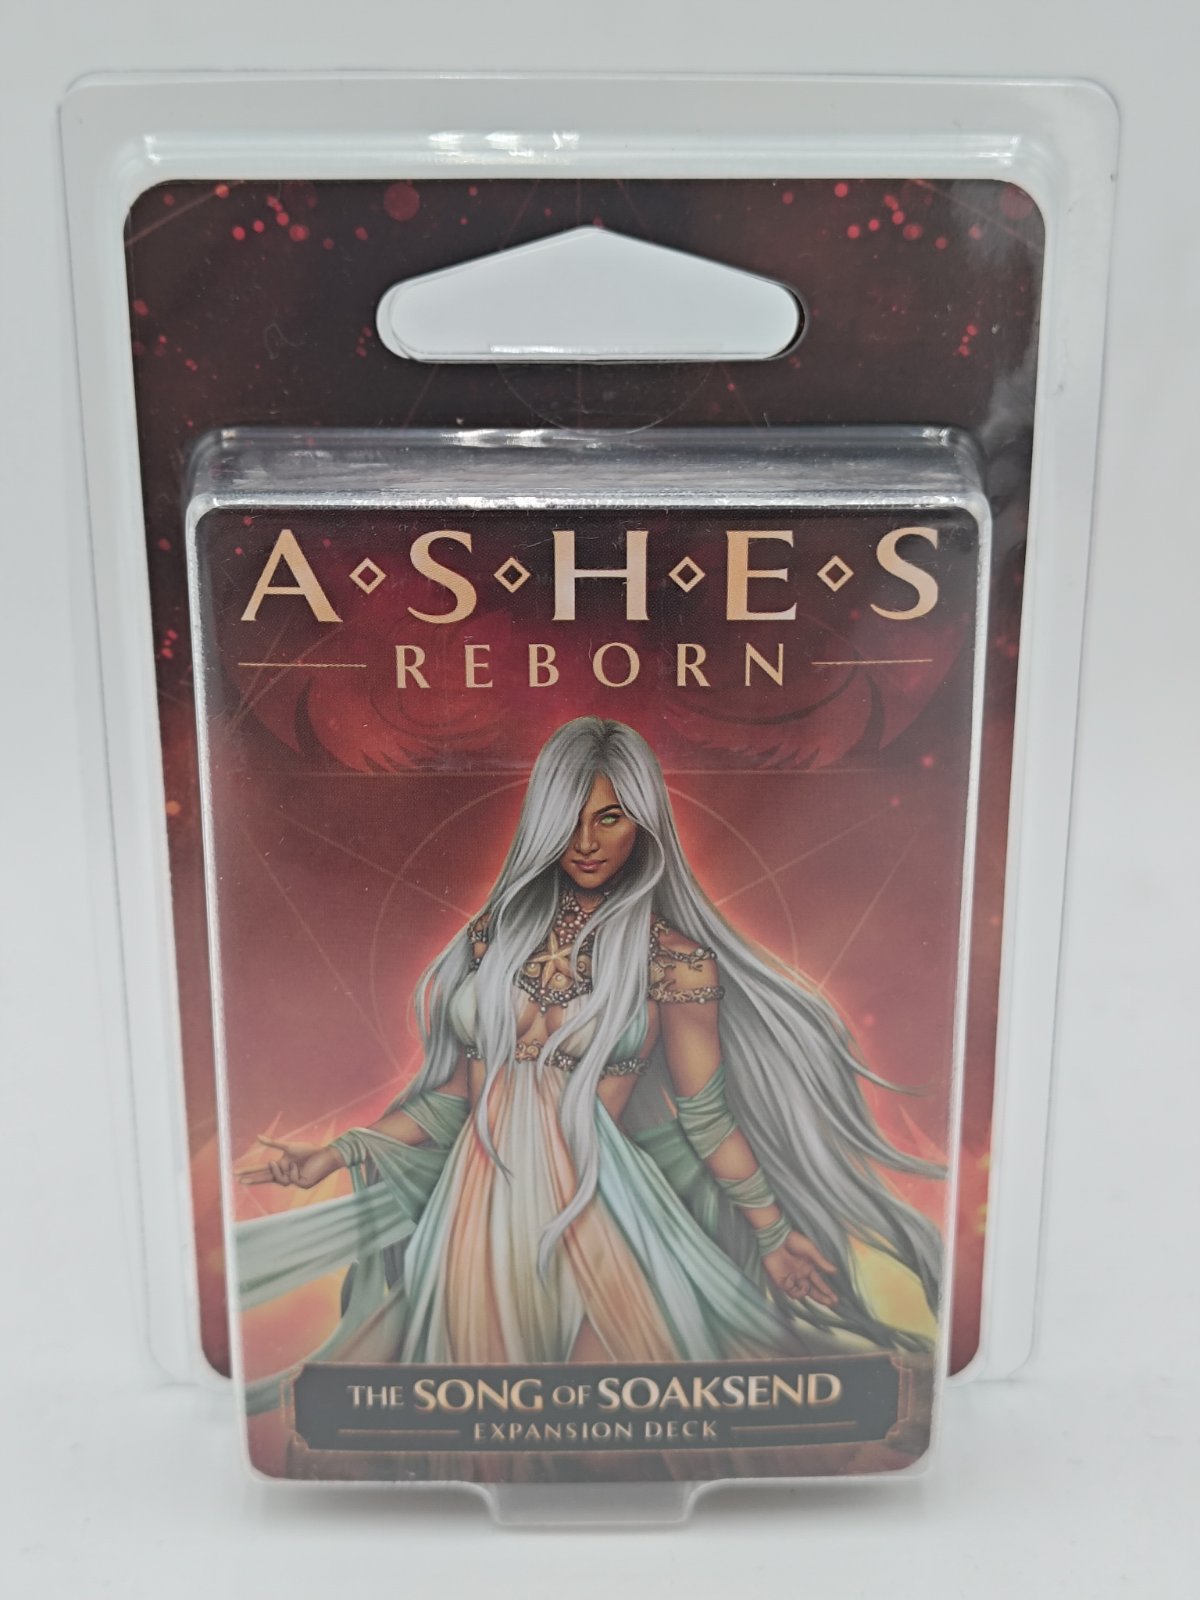 A◇S◇H◇E◇S
REBORN
THE SONG OF SOAKSEND
EXPANSION DECK